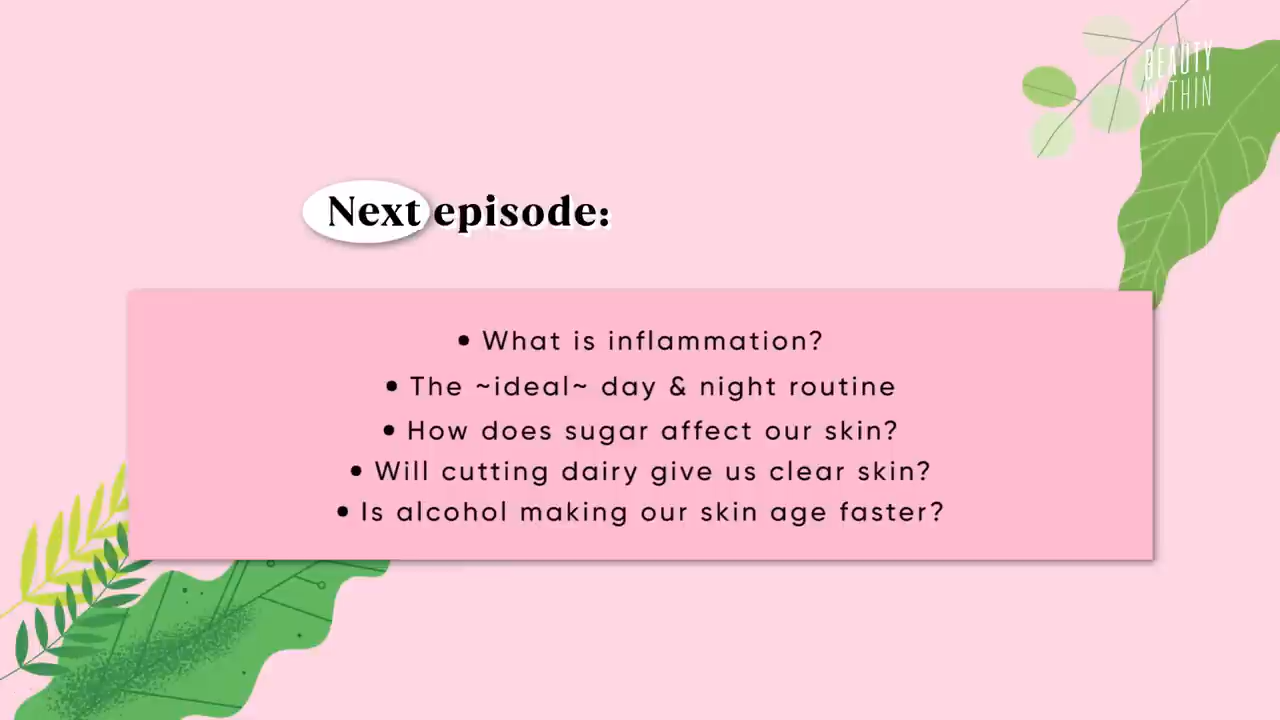 BEAUTY
WITHIN
Next episode:
• What is inflammation?
• The ~ideal~ day & night routine
• How does sugar affect our skin?
• Will cutting dairy give us clear skin?
• Is alcohol making our skin age faster?